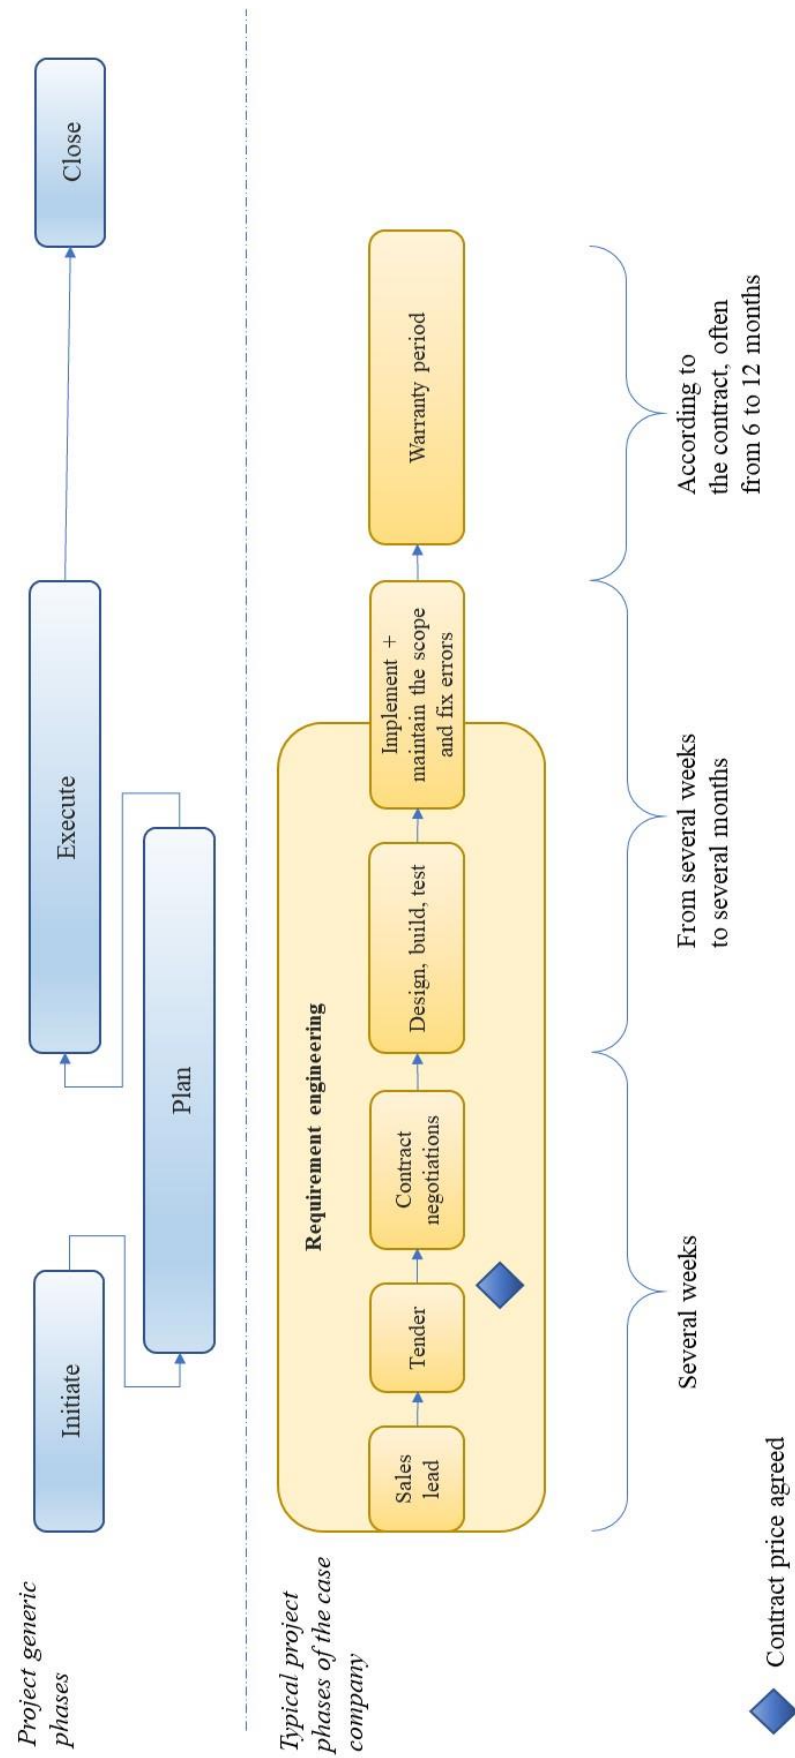 Project generic
phases
Initiate
Plan
Execute
Close
Typical project
phases of the case
company
Requirement engineering
Sales
lead
Tender
Contract
negotiations
Design, build, test
Implement +
maintain the scope
and fix errors
Warranty period
Several weeks
From several weeks
to several months
According to
the contract, often
from 6 to 12 months
Contract price agreed